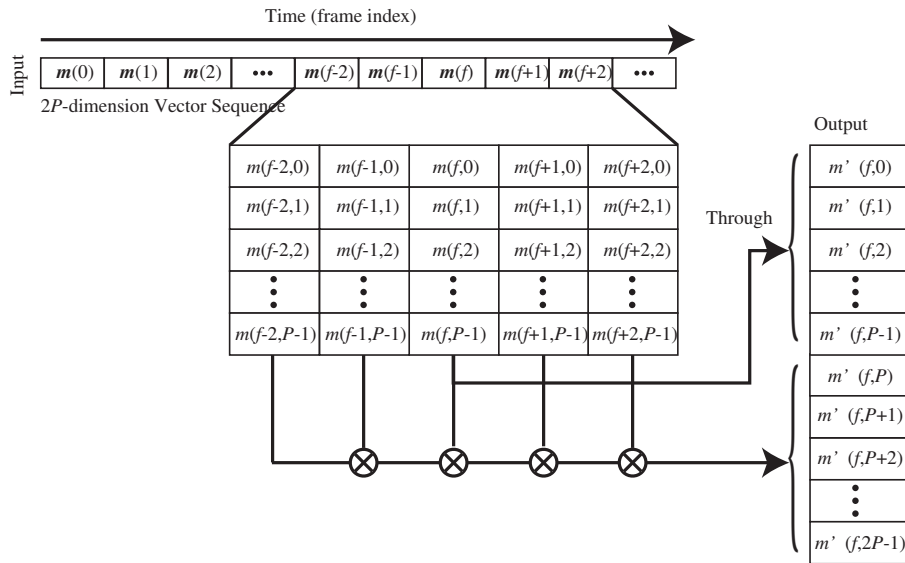 Time (frame index)
Input
m(0) m(1) m(2) ••• m(f-2) m(f-1) m(f) m(f+1) m(f+2) •••
2P-dimension Vector Sequence
Output
m(f-2,0) m(f-1,0) m(f,0) m(f+1,0) m(f+2,0)
m(f-2,1) m(f-1,1) m(f,1) m(f+1,1) m(f+2,1)
m(f-2,2) m(f-1,2) m(f,2) m(f+1,2) m(f+2,2)
m(f-2,P-1) m(f-1,P-1) m(f,P-1) m(f+1,P-1) m(f+2,P-1)
Through
m' (f,0)
m' (f,1)
m' (f,2)
m' (f,P-1)
m' (f,P)
m' (f,P+1)
m' (f,P+2)
m' (f,2P-1)